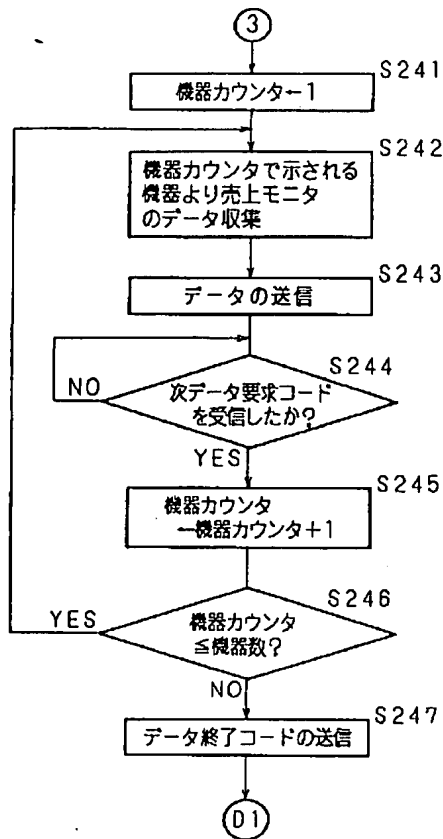 3
S241
機器カウンタ←1
S242
機器カウンタで示される
機器より売上モニタ
のデータ収集
S243
データの送信
S244
次データ要求コード
を受信したか?
NO
YES
S245
機器カウンタ
←機器カウンタ+1
S246
機器カウンタ
≦機器数?
YES
NO
S247
データ終了コードの送信
D1